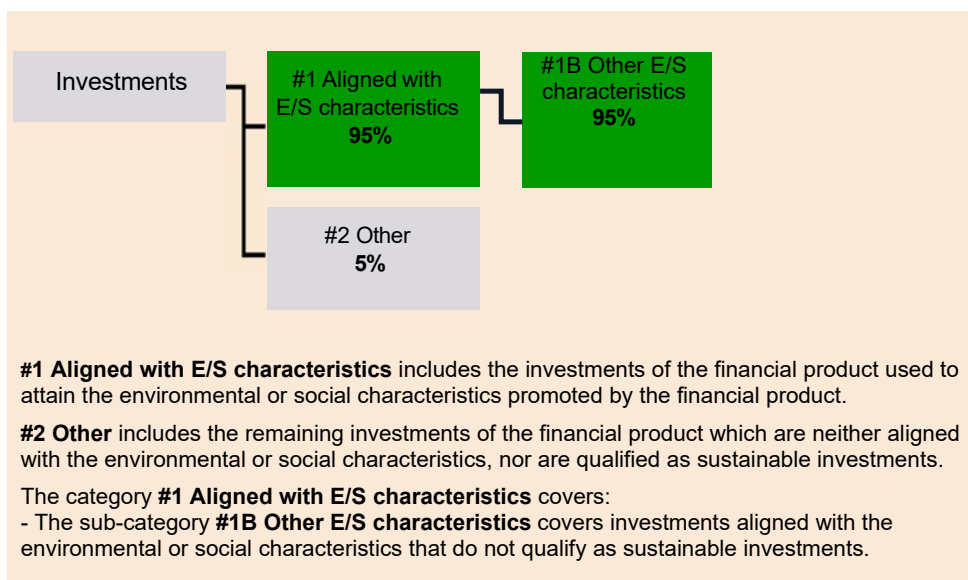 Investments
#1 Aligned with
E/S characteristics
95%
#1B Other E/S
characteristics
95%
#2 Other
5%
#1 Aligned with E/S characteristics includes the investments of the financial product used to
attain the environmental or social characteristics promoted by the financial product.
#2 Other includes the remaining investments of the financial product which are neither aligned
with the environmental or social characteristics, nor are qualified as sustainable investments.
The category #1 Aligned with E/S characteristics covers:
- The sub-category #1B Other E/S characteristics covers investments aligned with the
environmental or social characteristics that do not qualify as sustainable investments.